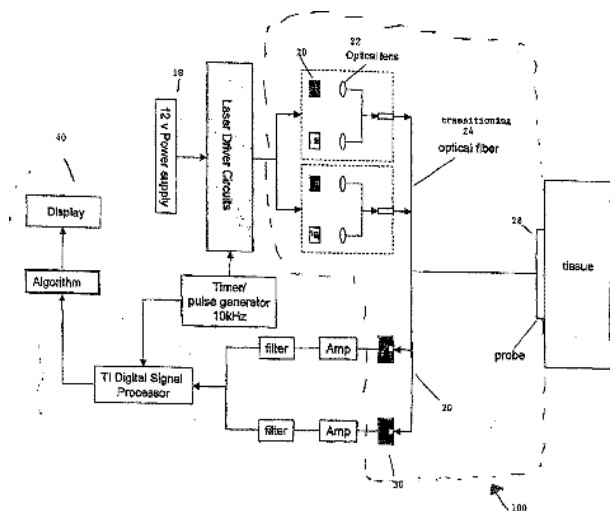 22
20
Optical lens
18
12 v Power supply
Laser Driver Circuits
transitioning
24
optical fiber
40
Display
28
tissue
Algorithm
Timer/
pulse generator
10kHz
probe
filter
Amp
TI Digital Signal
Processor
20
filter
Amp
30
100